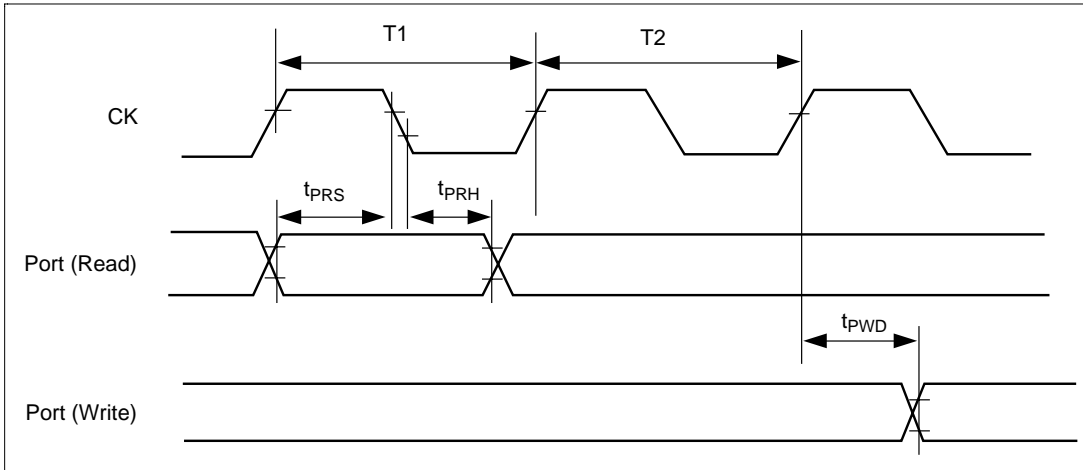 T1
T2
CK
tPRS
tPRH
Port (Read)
tPWD
Port (Write)